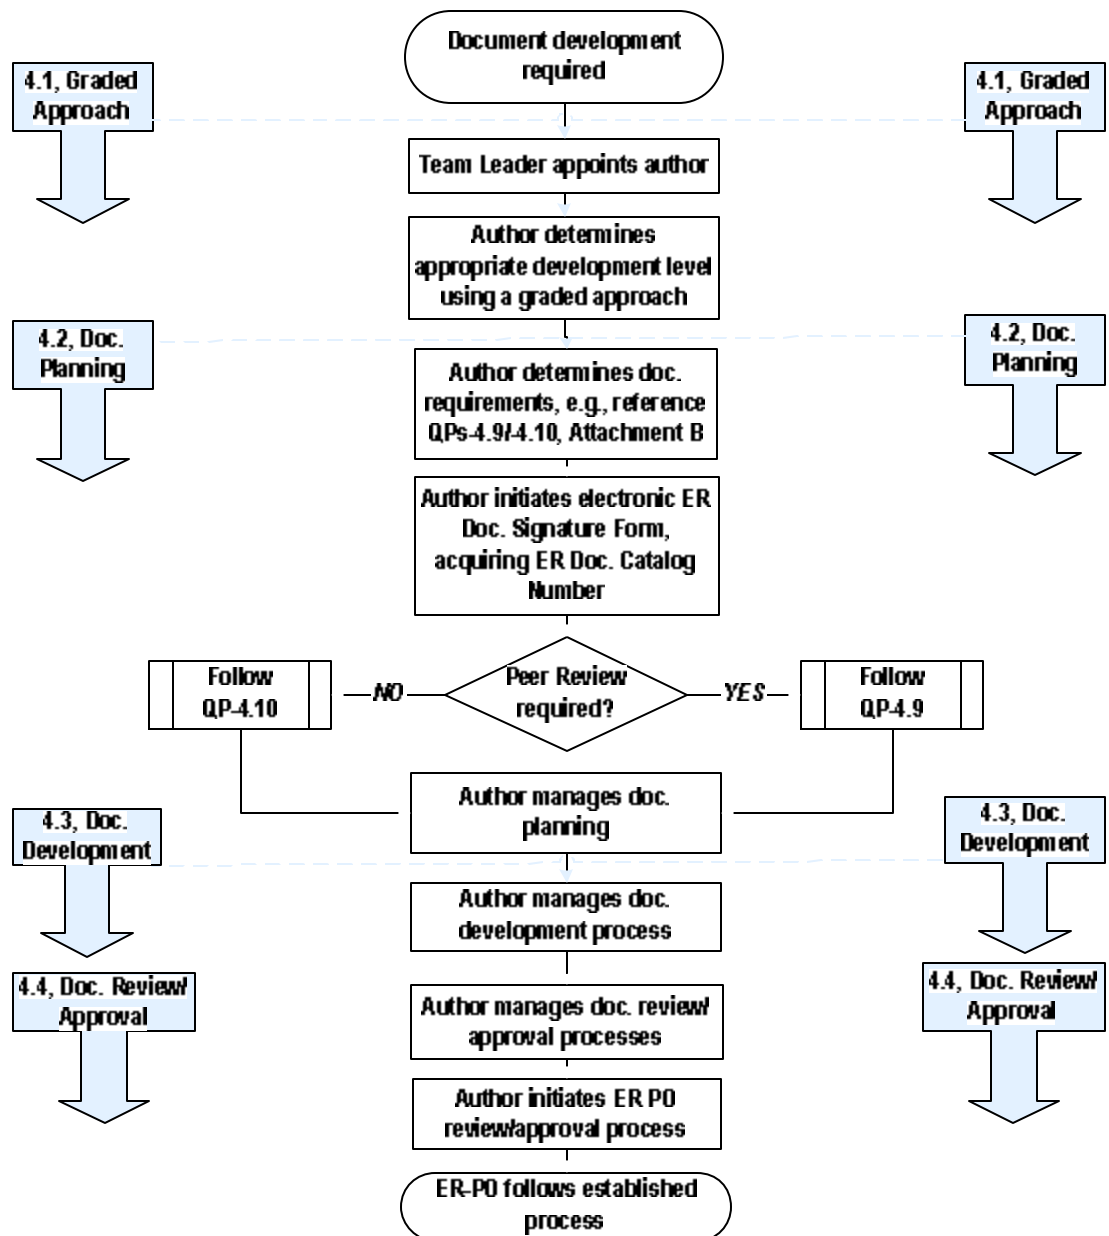 Document development
required
4.1, Graded
Approach
4.1, Graded
Approach
Team Leader appoints author
Author determines
appropriate development level
using a graded approach
4.2, Doc.
Planning
4.2, Doc.
Planning
Author determines doc.
requirements, e.g., reference
QPs-4.9/-4.10, Attachment B
Author initiates electronic ER
Doc. Signature Form,
acquiring ER Doc. Catalog
Number
Follow
QP-4.10
NO
Peer Review
required?
YES
Follow
QP-4.9
Author manages doc.
planning
4.3, Doc.
Development
4.3, Doc.
Development
Author manages doc.
development process
4.4, Doc. Review/
Approval
4.4, Doc. Review/
Approval
Author manages doc. review/
approval processes
Author initiates ER PO
review/approval process
ER-PO follows established
process